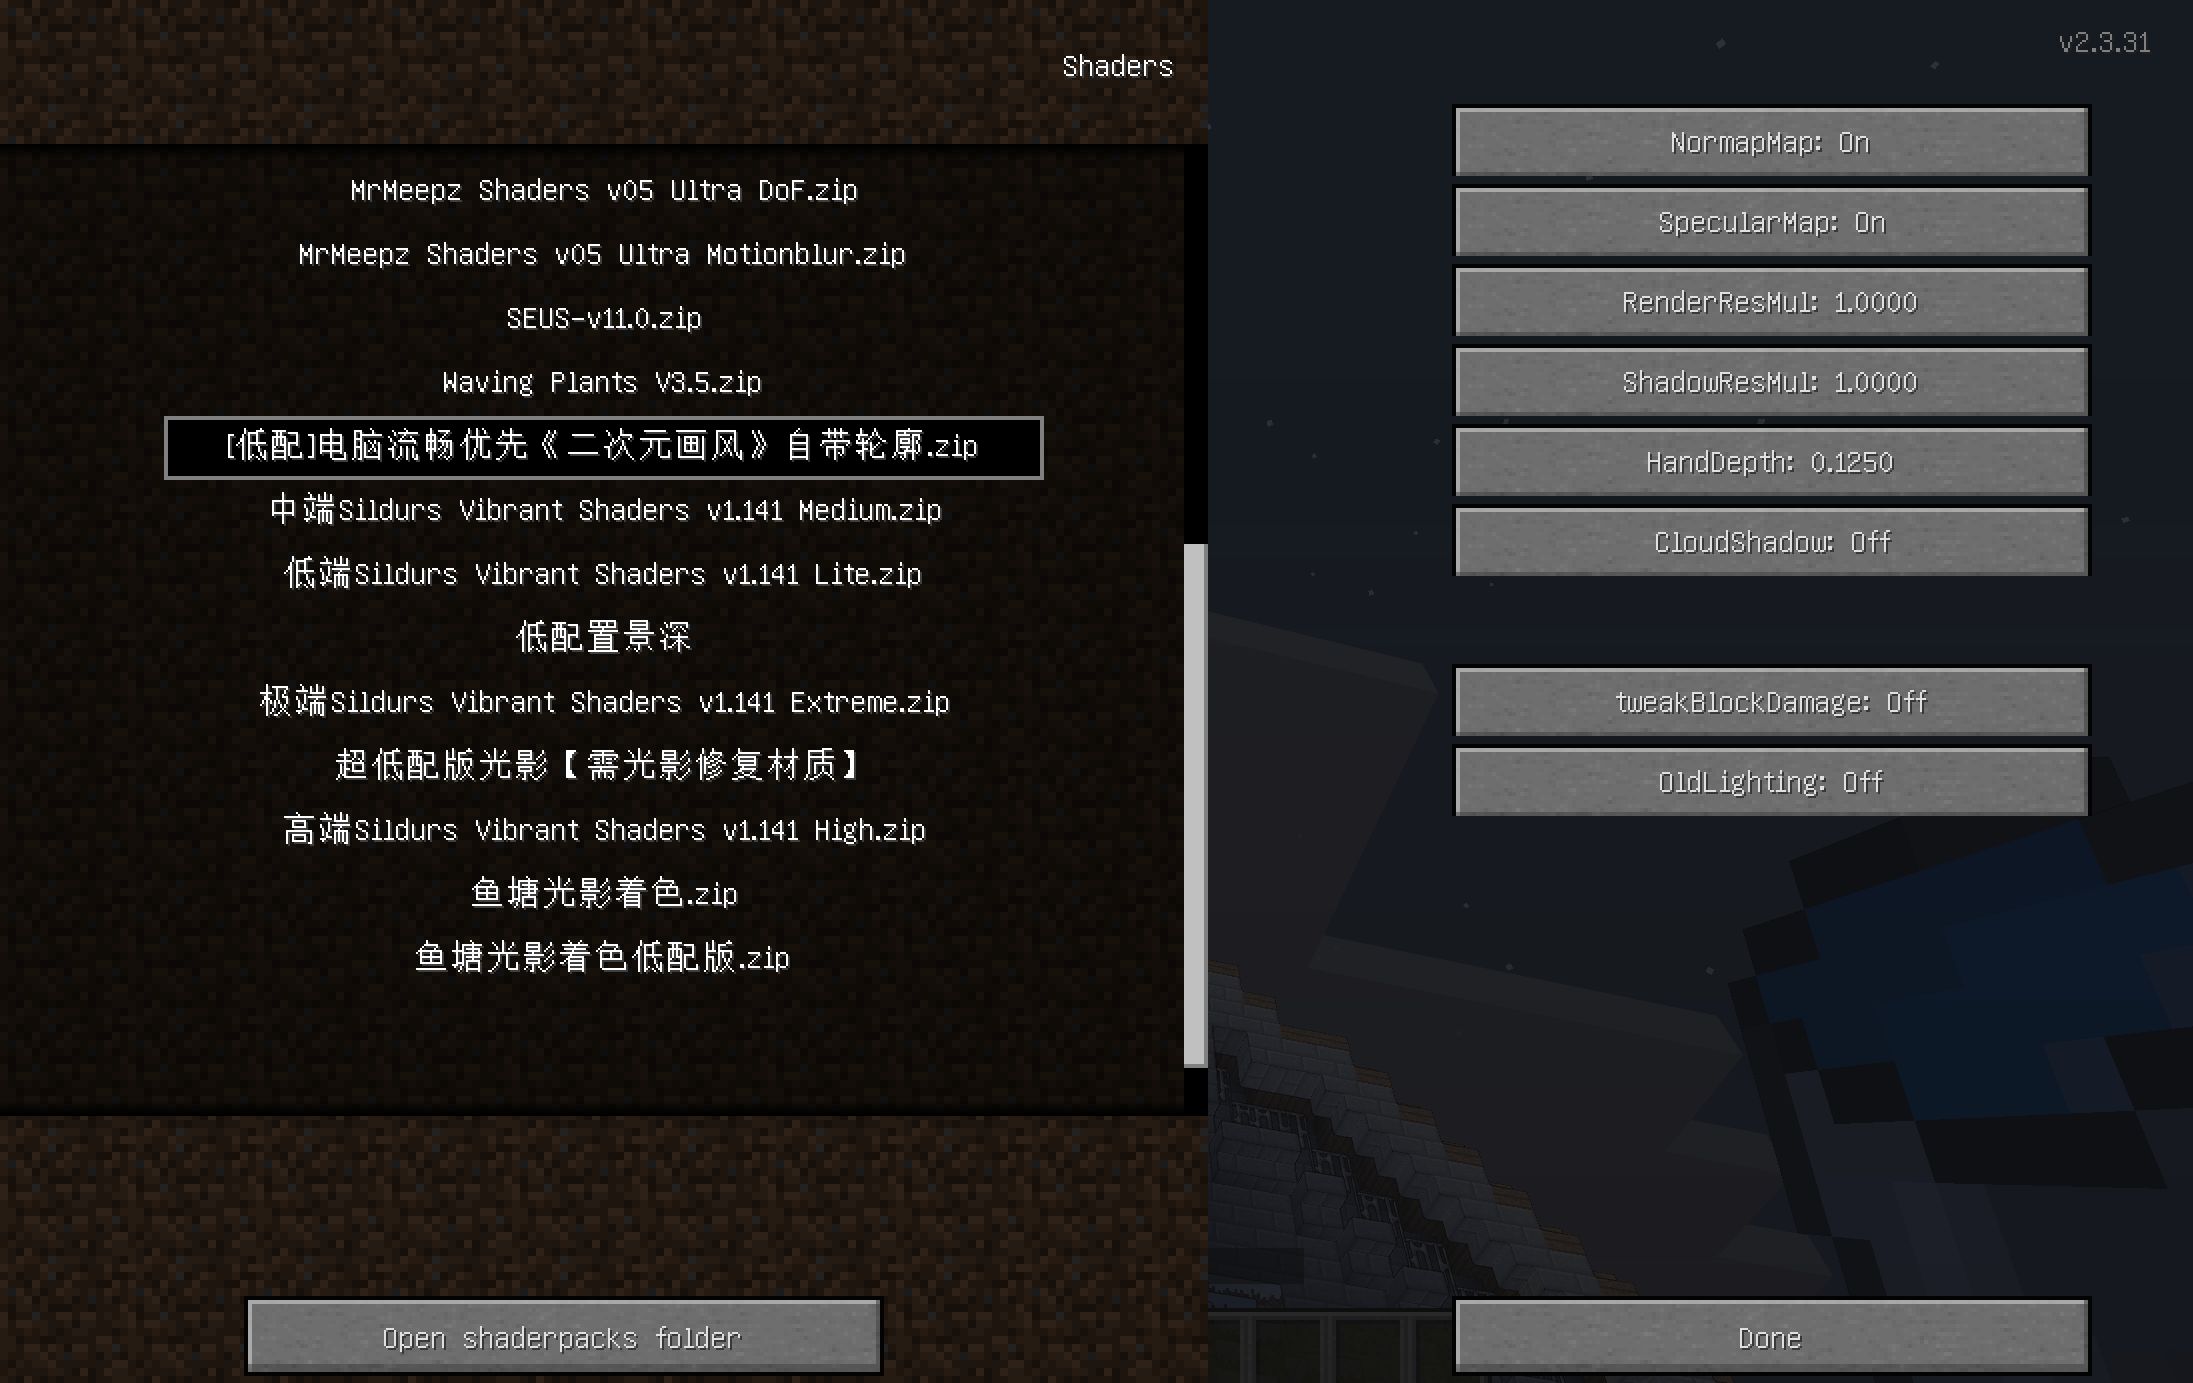 Shaders
MrMeepz Shaders v05 Ultra DoF.zip
MrMeepz Shaders v05 Ultra Motionblur.zip
SEUS-v11.0.zip
Waving Plants V3.5.zip
[低配]电脑流畅优先《二次元画风》自带轮廓.zip
中端Sildurs Vibrant Shaders v1.141 Medium.zip
低端Sildurs Vibrant Shaders v1.141 Lite.zip
低配置景深
极端Sildurs Vibrant Shaders v1.141 Extreme.zip
超低配版光影【需光影修复材质】
高端Sildurs Vibrant Shaders v1.141 High.zip
鱼塘光影着色.zip
鱼塘光影着色低配版.zip
Open shaderpacks folder
v2.3.31
NormapMap: On
SpecularMap: On
RenderResMul: 1.0000
ShadowResMul: 1.0000
HandDepth: 0.1250
CloudShadow: Off
tweakBlockDamage: Off
OldLighting: Off
Done